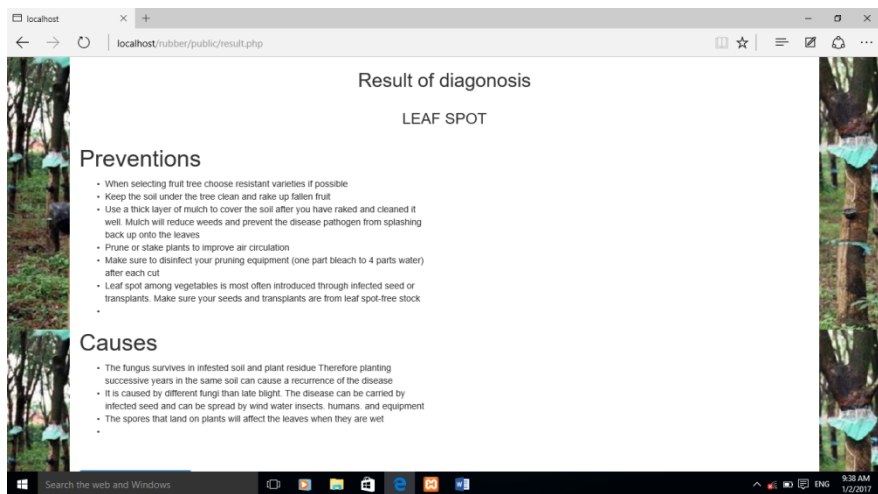 localhost
localhost/rubber/public/result.php
Result of diagonosis
LEAF SPOT
Preventions
• When selecting fruit tree choose resistant varieties if possible
• Keep the soil under the tree clean and rake up fallen fruit
• Use a thick layer of mulch to cover the soil after you have raked and cleaned it
well. Mulch will reduce weeds and prevent the disease pathogen from splashing
back up onto the leaves
• Prune or stake plants to improve air circulation
• Make sure to disinfect your pruning equipment (one part bleach to 4 parts water)
after each cut
• Leaf spot among vegetables is most often introduced through infected seed or
transplants. Make sure your seeds and transplants are from leaf spot-free stock
•
Causes
• The fungus survives in infested soil and plant residue Therefore planting
successive years in the same soil can cause a recurrence of the disease
• It is caused by different fungi than late blight. The disease can be carried by
infected seed and can be spread by wind water insects. humans. and equipment
• The spores that land on plants will affect the leaves when they are wet
•
Search the web and Windows
ENG
9:38 AM
1/2/2017